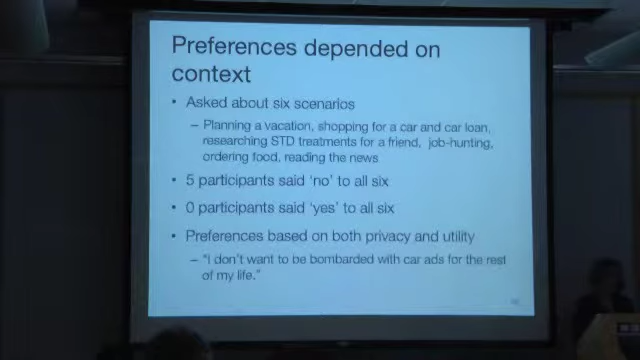 Preferences depended on
context
• Asked about six scenarios
– Planning a vacation, shopping for a car and car loan,
researching STD treatments for a friend, job-hunting,
ordering food, reading the news
• 5 participants said 'no' to all six
• 0 participants said 'yes' to all six
• Preferences based on both privacy and utility
– "I don't want to be bombarded with car ads for the rest
of my life."